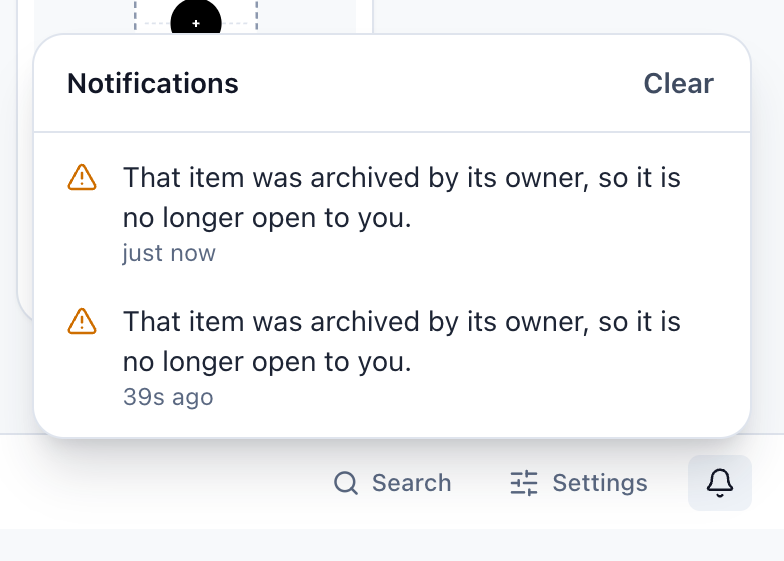 +
Notifications
Clear
That item was archived by its owner, so it is
no longer open to you.
just now
That item was archived by its owner, so it is
no longer open to you.
39s ago
Search
Settings